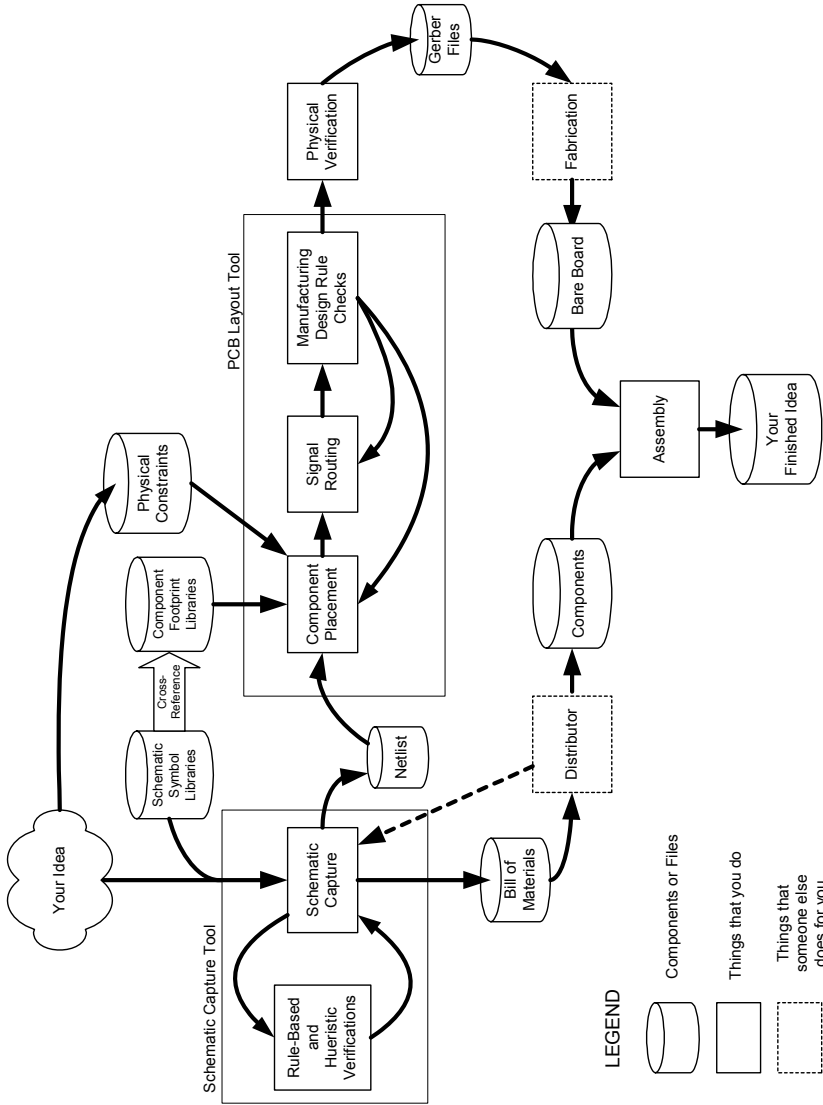 Your Idea
Schematic
Symbol
Libraries
Cross-
Reference
Component
Footprint
Libraries
Physical
Constraints
Schematic Capture Tool
Rule-Based
and
Hueristic
Verifications
Schematic
Capture
Netlist
PCB Layout Tool
Component
Placement
Signal
Routing
Manufacturing
Design Rule
Checks
Physical
Verification
Gerber
Files
Bill of
Materials
Distributor
Components
Assembly
Bare Board
Fabrication
Your
Finished Idea
LEGEND
Components or Files
Things that you do
Things that
someone else
does for you